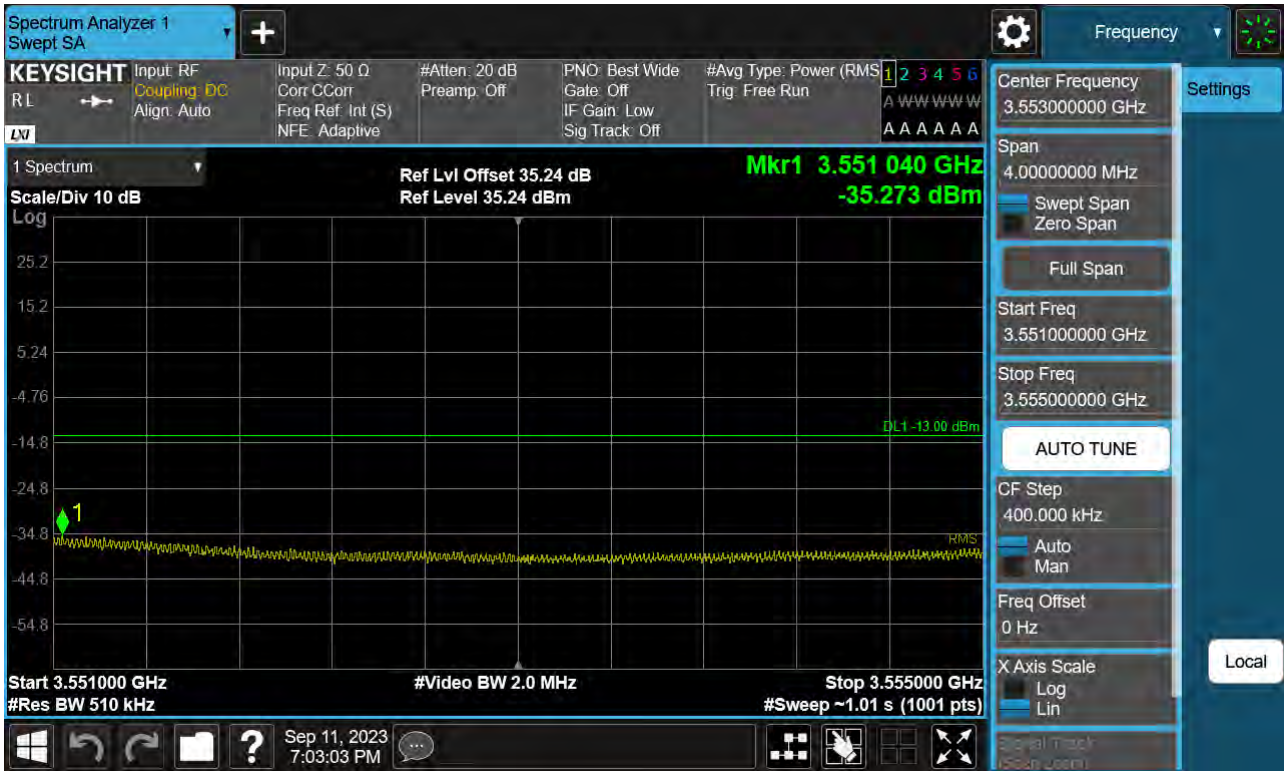 Spectrum Analyzer 1
Swept SA
Frequency
KEYSIGHT
RL
LXI
Input: RF
Coupling: DC
Align: Auto
Input Z: 50 Ω
Corr CCorr
Freq Ref: Int (S)
NFE: Adaptive
#Atten: 20 dB
Preamp: Off
PNO: Best Wide
Gate: Off
IF Gain: Low
Sig Track: Off
#Avg Type: Power (RMS
Trig: Free Run
1 2 3 4 5 6
A W W W W W
A A A A A A
1 Spectrum
Scale/Div 10 dB
Log
Ref Lvl Offset 35.24 dB
Ref Level 35.24 dBm
Mkr1 3.551 040 GHz
-35.273 dBm
25.2
15.2
5.24
-4.76
-14.8
-24.8
-34.8
-44.8
-54.8
DL1 -13.00 dBm
1
RMS
Start 3.551000 GHz
#Res BW 510 kHz
#Video BW 2.0 MHz
Stop 3.555000 GHz
#Sweep ~1.01 s (1001 pts)
Center Frequency
3.553000000 GHz
Span
4.00000000 MHz
Swept Span
Zero Span
Full Span
Start Freq
3.551000000 GHz
Stop Freq
3.555000000 GHz
AUTO TUNE
CF Step
400.000 kHz
Auto
Man
Freq Offset
0 Hz
X Axis Scale
Log
Lin
Signal Track
(Span Zoom)
Settings
Local
Sep 11, 2023
7:03:03 PM